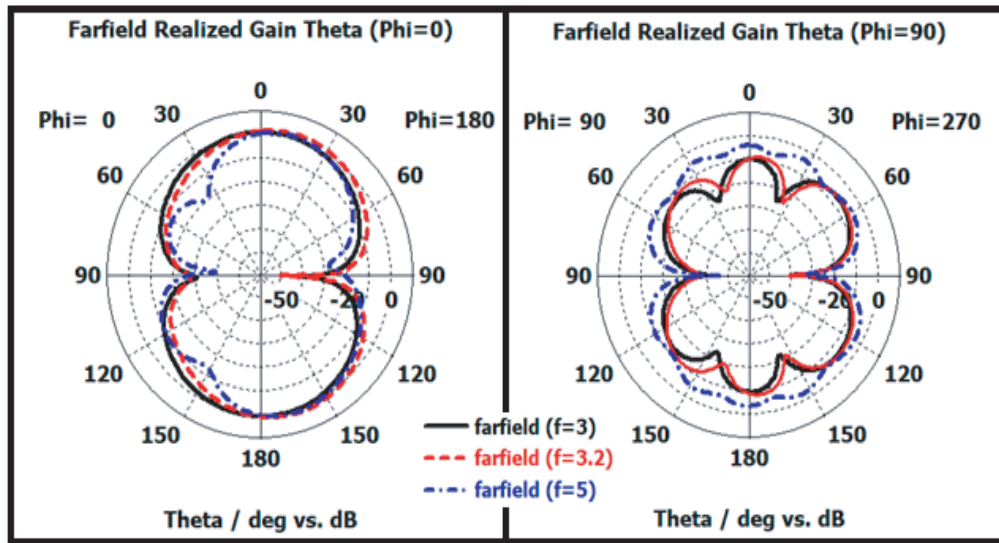 Farfield Realized Gain Theta (Phi=0)
0
30
30
Phi= 0
Phi=180
60
60
90
90
-50
-20
0
120
120
150
150
180
Theta / deg vs. dB
Farfield Realized Gain Theta (Phi=90)
0
30
30
Phi= 90
Phi=270
60
60
90
90
-50
-20
0
120
120
150
150
180
Theta / deg vs. dB
farfield (f=3)
farfield (f=3.2)
farfield (f=5)